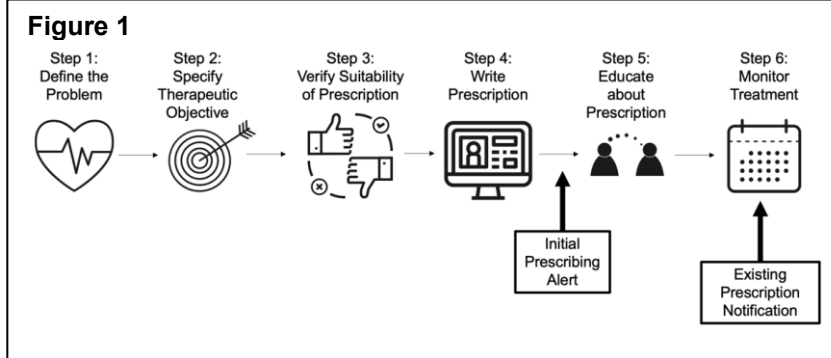 Figure 1
Step 1:
Define the
Problem
Step 2:
Specify
Therapeutic
Objective
Step 3:
Verify Suitability
of Prescription
Step 4:
Write
Prescription
Step 5:
Educate
about
Prescription
Step 6:
Monitor
Treatment
Initial
Prescribing
Alert
Existing
Prescription
Notification